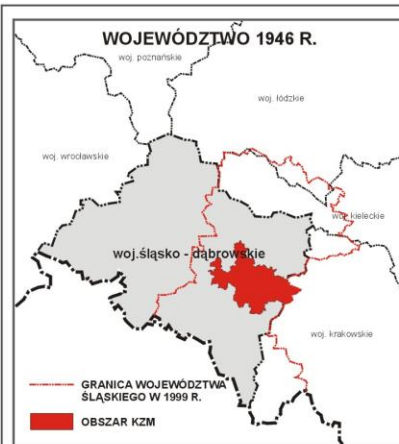 WOJEWÓDZTWO 1946 R.
woj. poznańskie
woj. łódzkie
woj. wrocławskie
woj. kieleckie
woj.śląsko - dąbrowskie
woj. krakowskie
GRANICA WOJEWÓDZTWA
ŚLĄSKIEGO W 1999 R.
OBSZAR KZM